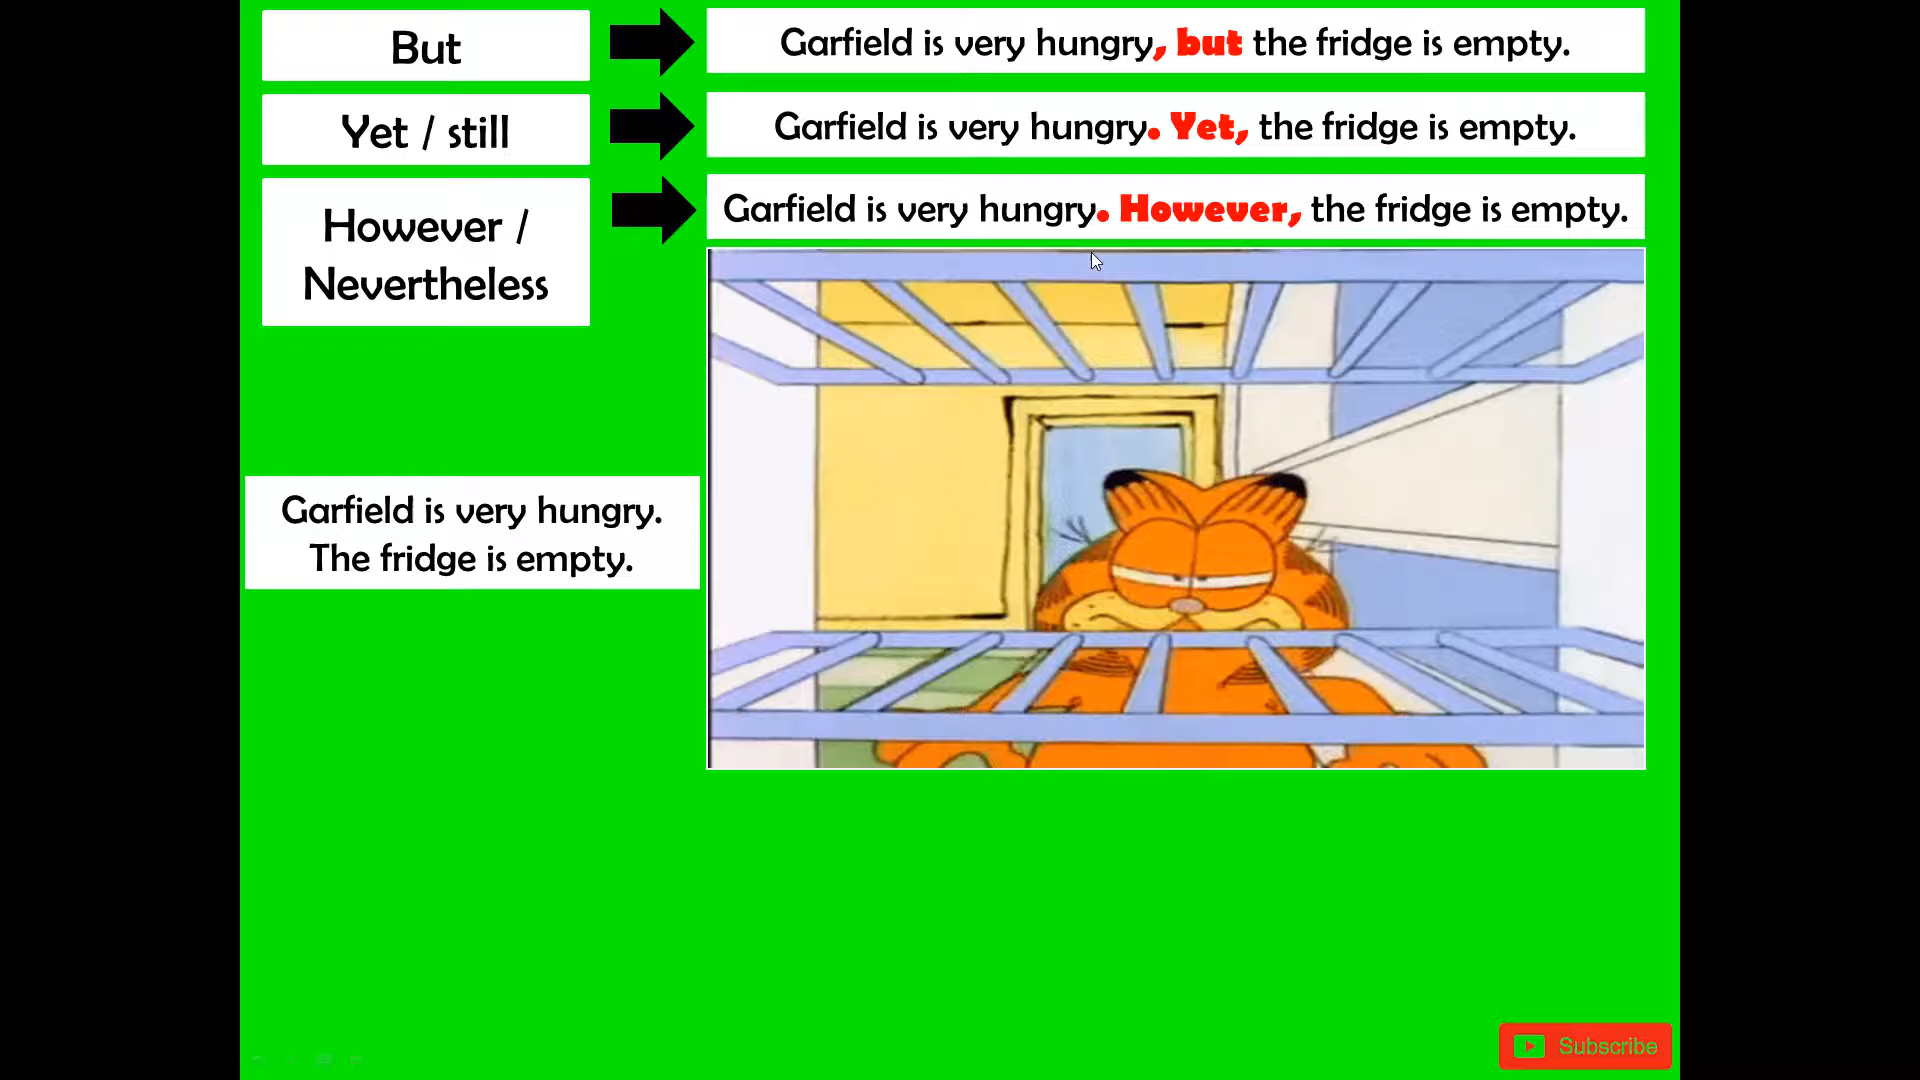 But
Garfield is very hungry, but the fridge is empty.
Yet / still
Garfield is very hungry. Yet, the fridge is empty.
However /
Nevertheless
Garfield is very hungry. However, the fridge is empty.
Garfield is very hungry.
The fridge is empty.
Subscribe